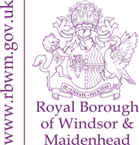 www.rbwm.gov.uk
Royal Borough
of Windsor &
Maidenhead